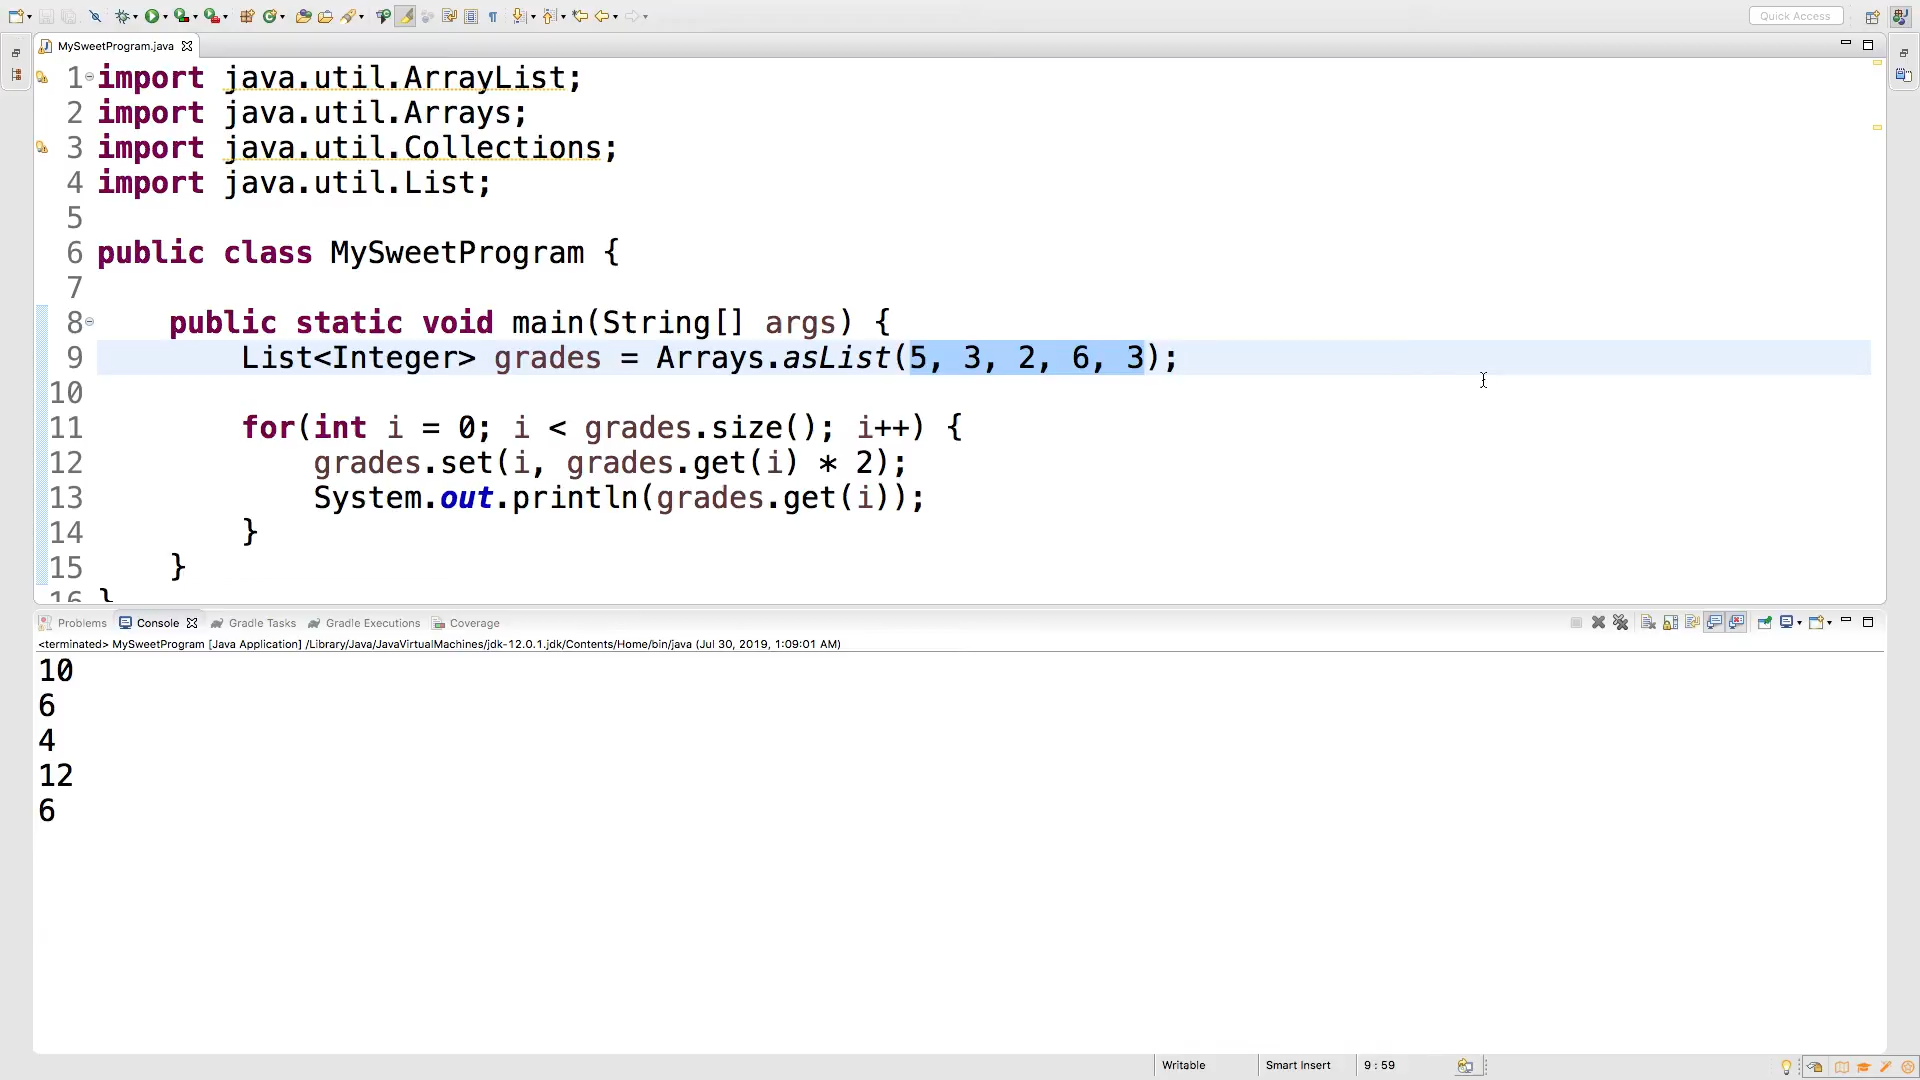 Quick Access
MySweetProgram.java
1 import java.util.ArrayList;
2 import java.util.Arrays;
3 import java.util.Collections;
4 import java.util.List;
5
6 public class MySweetProgram {
7
8 public static void main(String[] args) {
9 List<Integer> grades = Arrays.asList(5, 3, 2, 6, 3);
10
11 for(int i = 0; i < grades.size(); i++) {
12 grades.set(i, grades.get(i) * 2);
13 System.out.println(grades.get(i));
14 }
15 }
16 }
Problems Console Gradle Tasks Gradle Executions Coverage
<terminated> MySweetProgram [Java Application] /Library/Java/JavaVirtualMachines/jdk-12.0.1.jdk/Contents/Home/bin/java (Jul 30, 2019, 1:09:01 AM)
10
6
4
12
6
Writable Smart Insert 9 : 59